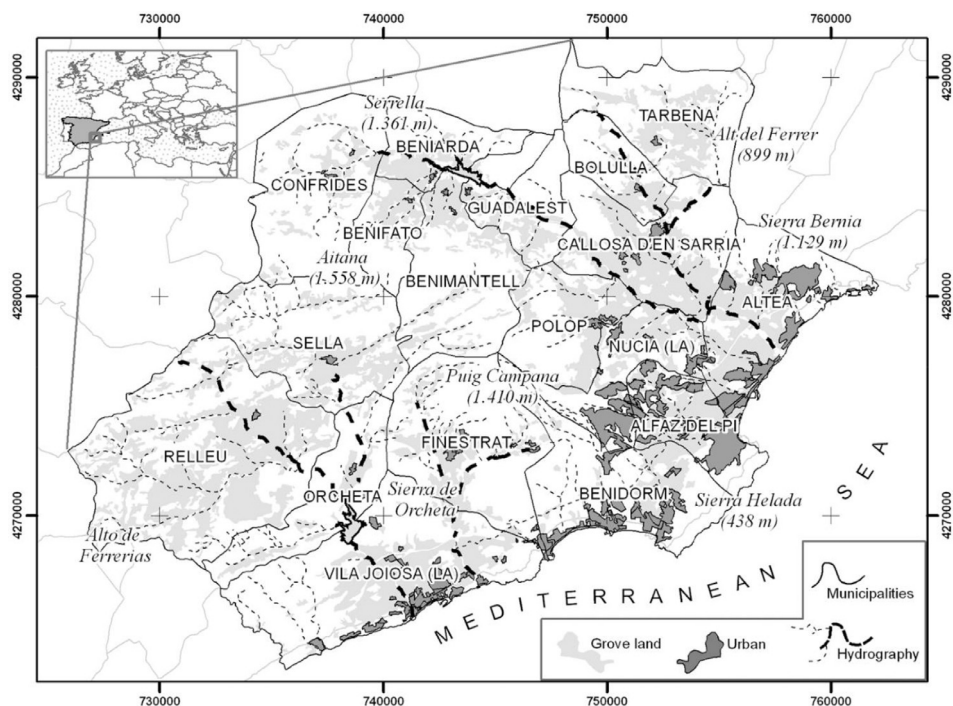 730000 740000 750000 760000
4290000 4290000
Serrella
(1.361 m)
TARBENA
BENIARDA
Alt del Ferrer
(899 m)
BOLULLA
CONFRIDES
GUADALEST
Sierra Bernia
(1.129 m)
BENIFATO
CALLOSA D'EN SARRIA
Aitana
(1.558 m)
BENIMANTELL
4280000 4280000
ALTEA
POLOP
NUCIA (LA)
SELLA
Puig Campana
(1.410 m)
ALFAZ DEL PI
FINESTRAT
RELLEU
ORCHETA
Sierra de
Orcheta
BENIDORM
Sierra Helada
(438 m)
4270000 4270000
Alto de
Ferrerias
VILA JOIOSA (LA)
MEDITERRANEAN SEA
Municipalities
Grove land
Urban
Hydrography
730000 740000 750000 760000